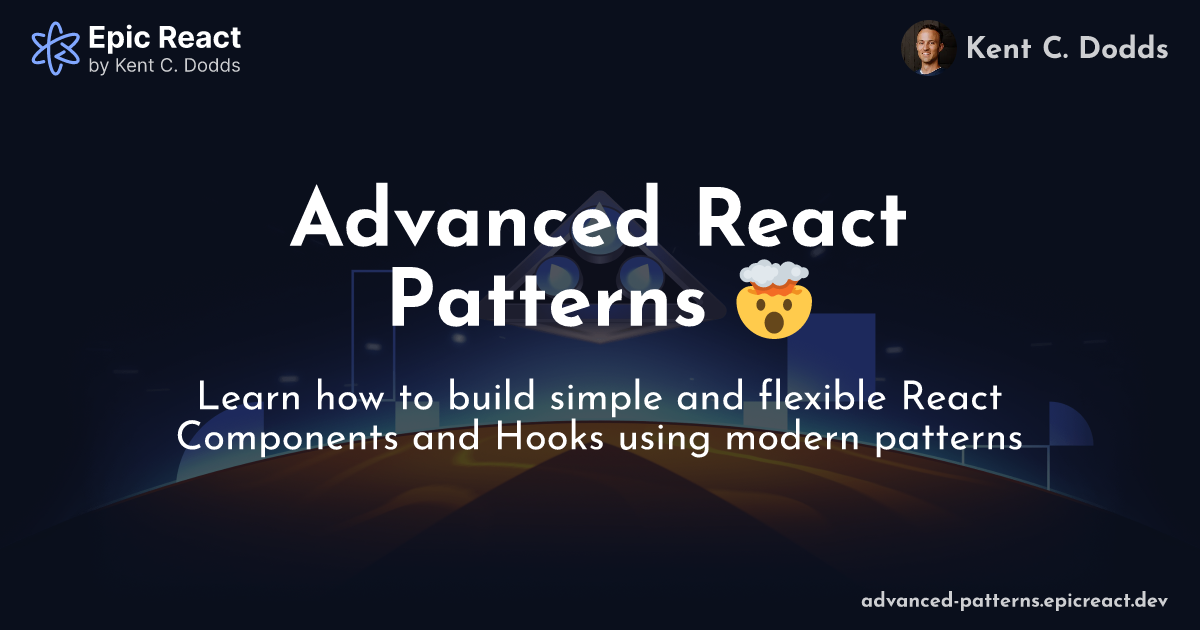 Epic React
by Kent C. Dodds
Kent C. Dodds
Advanced React
Patterns 🤯
Learn how to build simple and flexible React
Components and Hooks using modern patterns
advanced-patterns.epicreact.dev